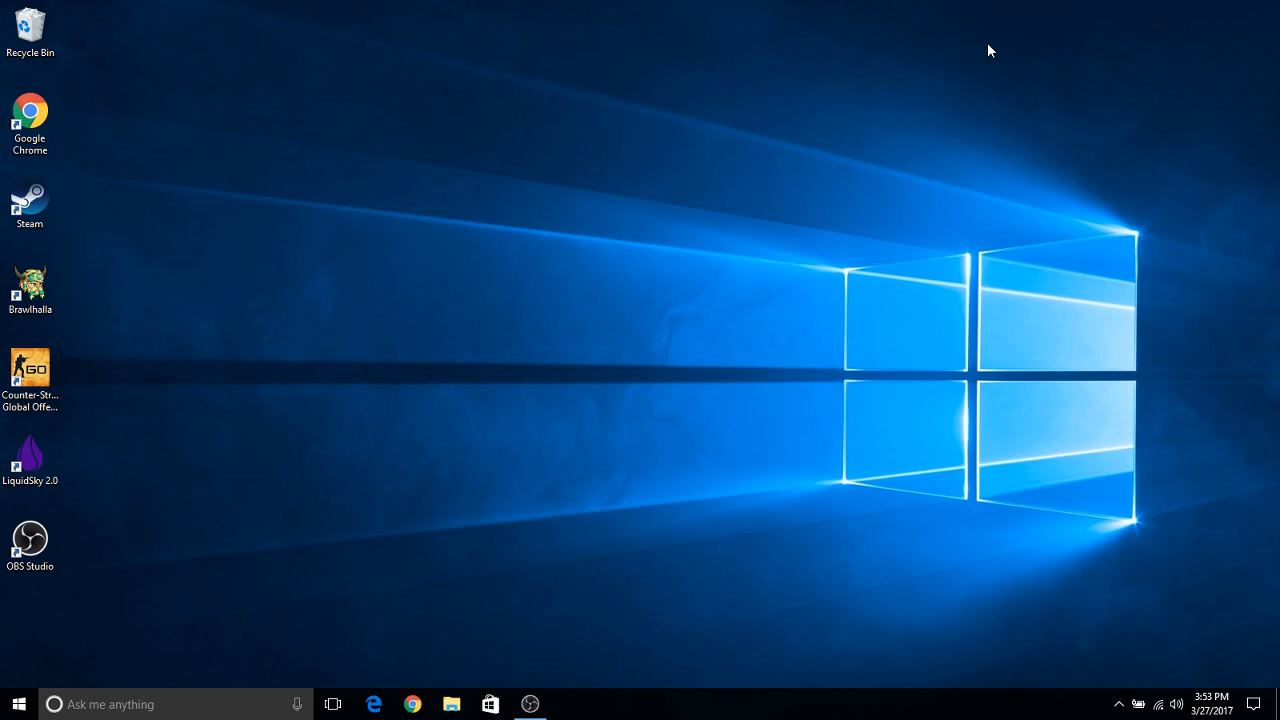 Recycle Bin
Google
Chrome
Steam
Brawlhalla
GO
Counter-Str...
Global Offe...
LiquidSky 2.0
OBS Studio
Ask me anything
3:53 PM
3/27/2017